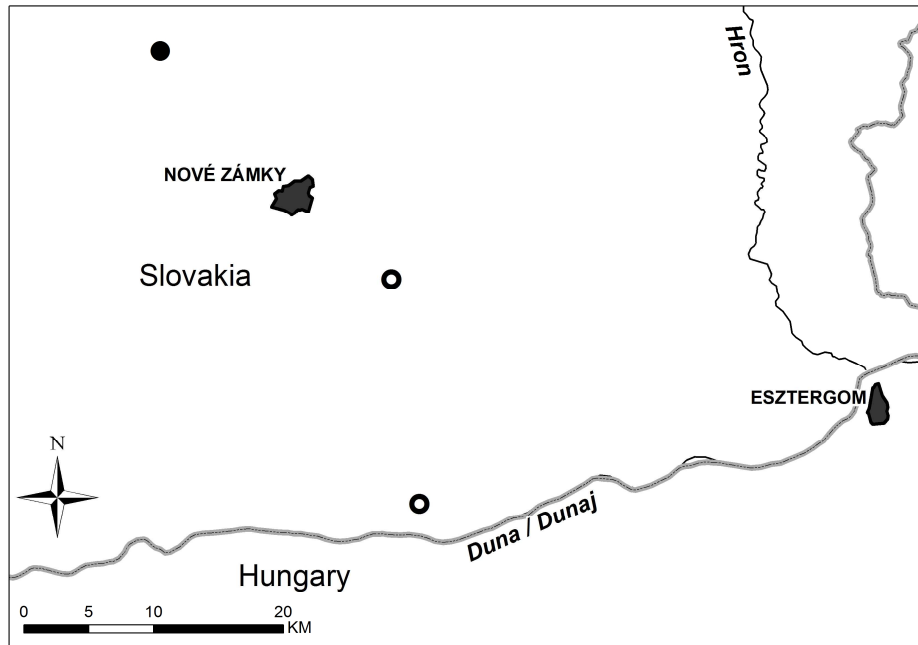 Hron
NOVÉ ZÁMKY
Slovakia
ESZTERGOM
N
Duna / Dunaj
Hungary
0 5 10 20
KM